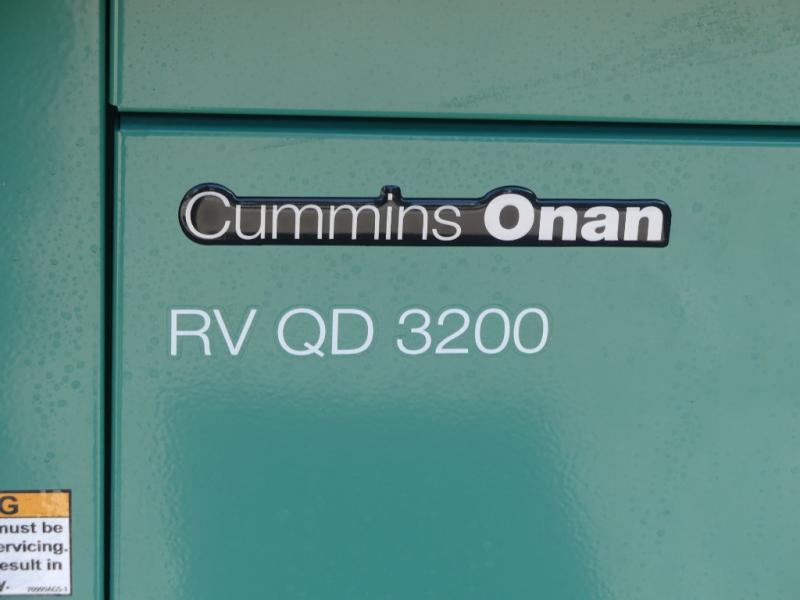 Cummins Onan
RV QD 3200
G
must be
ervicing.
esult in
y.